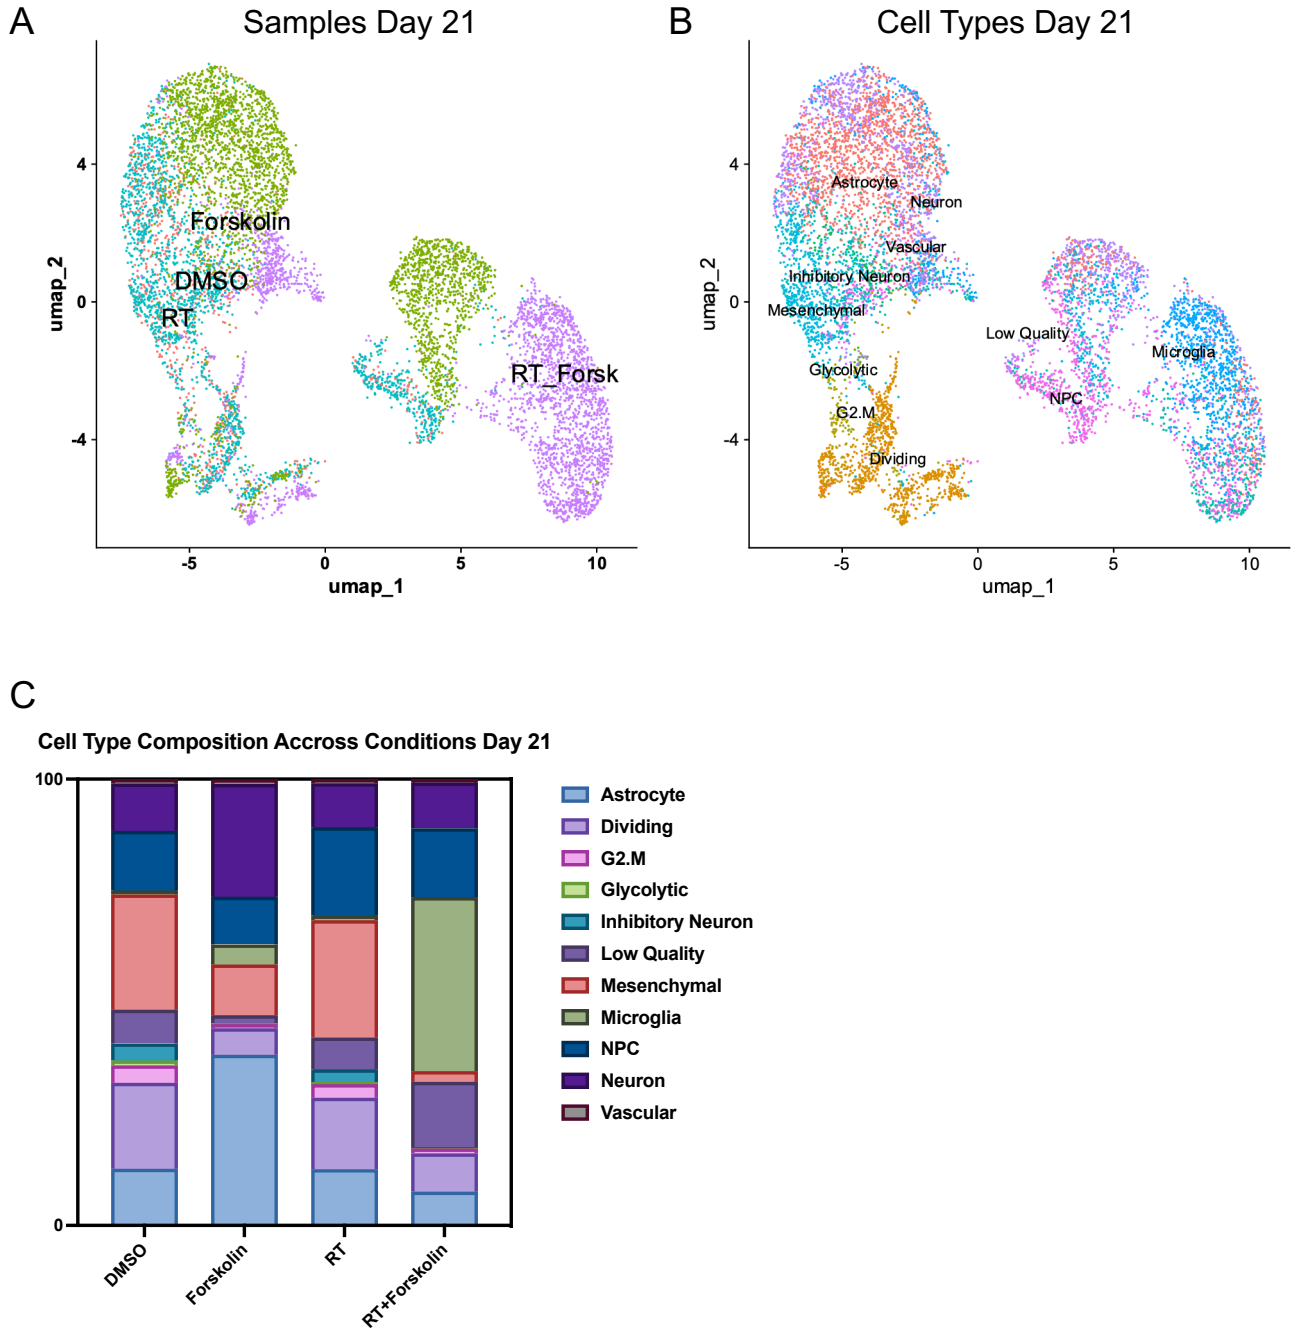 A
Samples Day 21
4
0
-4
umap_2
Forskolin
DMSO
RT
RT_Forsk
-5
0
5
10
umap_1
B
Cell Types Day 21
4
0
-4
umap_2
Astrocyte
Neuron
Vascular
Inhibitory Neuron
Mesenchymal
Low Quality
Microglia
Glycolytic
NPC
G2.M
Dividing
-5
0
5
10
umap_1
C
Cell Type Composition Accross Conditions Day 21
100
0
DMSO
Forskolin
RT
RT+Forskolin
Astrocyte
Dividing
G2.M
Glycolytic
Inhibitory Neuron
Low Quality
Mesenchymal
Microglia
NPC
Neuron
Vascular